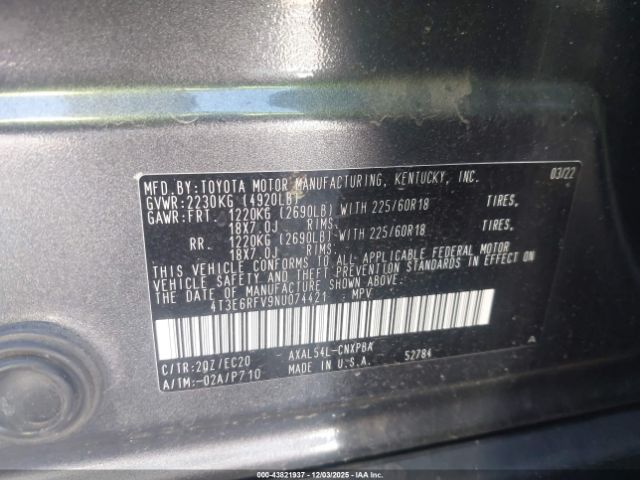 MFD.BY:TOYOTA MOTOR MANUFACTURING, KENTUCKY, INC. 03/22
GVWR:2230KG (4920LB)
GAWR:FRT. 1220KG (2690LB) WITH 225/60R18 TIRES,
18X7.0J RIMS.
RR. 1220KG (2690LB) WITH 225/60R18 TIRES,
18X7.0J RIMS.
THIS VEHICLE CONFORMS TO ALL APPLICABLE FEDERAL MOTOR
VEHICLE SAFETY AND THEFT PREVENTION STANDARDS IN EFFECT ON
THE DATE OF MANUFACTURE SHOWN ABOVE.
4T3E6RFV9NU074421 MPV
C/TR:2QZ/EC20 AXAL54L-CNXPBA A
A/TM:-02A/P710 MADE IN U.S.A. 52784
000-43821937 - 12/03/2025 - COPYRIGHT IAA, LLC